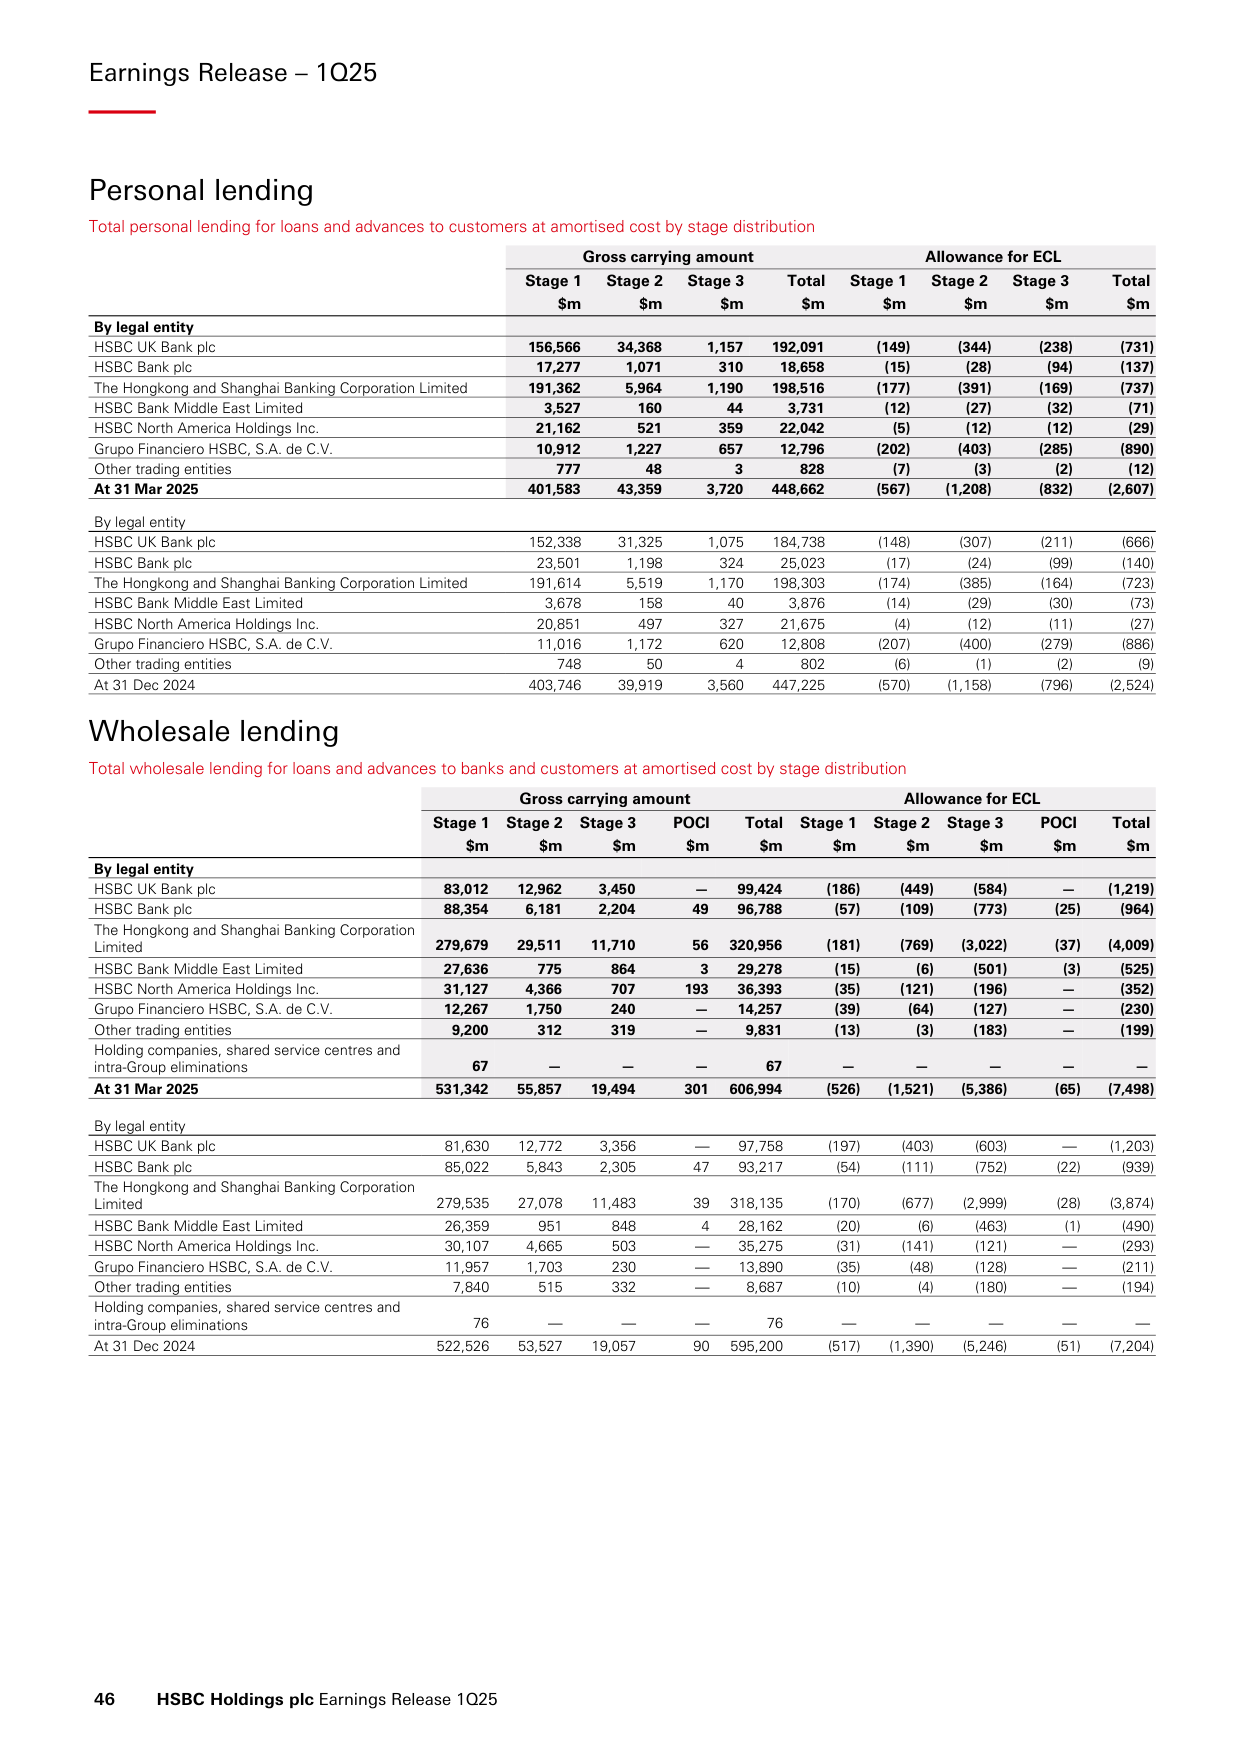 Earnings Release – 1Q25
Personal lending
Total personal lending for loans and advances to customers at amortised cost by stage distribution
Gross carrying amount Allowance for ECL
Stage 1 Stage 2 Stage 3 Total Stage 1 Stage 2 Stage 3 Total
$m $m $m $m $m $m $m $m
By legal entity
HSBC UK Bank plc 156,566 34,368 1,157 192,091 (149) (344) (238) (731)
HSBC Bank plc 17,277 1,071 310 18,658 (15) (28) (94) (137)
The Hongkong and Shanghai Banking Corporation Limited 191,362 5,964 1,190 198,516 (177) (391) (169) (737)
HSBC Bank Middle East Limited 3,527 160 44 3,731 (12) (27) (32) (71)
HSBC North America Holdings Inc. 21,162 521 359 22,042 (5) (12) (12) (29)
Grupo Financiero HSBC, S.A. de C.V. 10,912 1,227 657 12,796 (202) (403) (285) (890)
Other trading entities 777 48 3 828 (7) (3) (2) (12)
At 31 Mar 2025 401,583 43,359 3,720 448,662 (567) (1,208) (832) (2,607)
By legal entity
HSBC UK Bank plc 152,338 31,325 1,075 184,738 (148) (307) (211) (666)
HSBC Bank plc 23,501 1,198 324 25,023 (17) (24) (99) (140)
The Hongkong and Shanghai Banking Corporation Limited 191,614 5,519 1,170 198,303 (174) (385) (164) (723)
HSBC Bank Middle East Limited 3,678 158 40 3,876 (14) (29) (30) (73)
HSBC North America Holdings Inc. 20,851 497 327 21,675 (4) (12) (11) (27)
Grupo Financiero HSBC, S.A. de C.V. 11,016 1,172 620 12,808 (207) (400) (279) (886)
Other trading entities 748 50 4 802 (6) (1) (2) (9)
At 31 Dec 2024 403,746 39,919 3,560 447,225 (570) (1,158) (796) (2,524)
Wholesale lending
Total wholesale lending for loans and advances to banks and customers at amortised cost by stage distribution
Gross carrying amount Allowance for ECL
Stage 1 Stage 2 Stage 3 POCI Total Stage 1 Stage 2 Stage 3 POCI Total
$m $m $m $m $m $m $m $m $m $m
By legal entity
HSBC UK Bank plc 83,012 12,962 3,450 — 99,424 (186) (449) (584) — (1,219)
HSBC Bank plc 88,354 6,181 2,204 49 96,788 (57) (109) (773) (25) (964)
The Hongkong and Shanghai Banking Corporation
Limited 279,679 29,511 11,710 56 320,956 (181) (769) (3,022) (37) (4,009)
HSBC Bank Middle East Limited 27,636 775 864 3 29,278 (15) (6) (501) (3) (525)
HSBC North America Holdings Inc. 31,127 4,366 707 193 36,393 (35) (121) (196) — (352)
Grupo Financiero HSBC, S.A. de C.V. 12,267 1,750 240 — 14,257 (39) (64) (127) — (230)
Other trading entities 9,200 312 319 — 9,831 (13) (3) (183) — (199)
Holding companies, shared service centres and
intra-Group eliminations 67 — — — 67 — — — — —
At 31 Mar 2025 531,342 55,857 19,494 301 606,994 (526) (1,521) (5,386) (65) (7,498)
By legal entity
HSBC UK Bank plc 81,630 12,772 3,356 — 97,758 (197) (403) (603) — (1,203)
HSBC Bank plc 85,022 5,843 2,305 47 93,217 (54) (111) (752) (22) (939)
The Hongkong and Shanghai Banking Corporation
Limited 279,535 27,078 11,483 39 318,135 (170) (677) (2,999) (28) (3,874)
HSBC Bank Middle East Limited 26,359 951 848 4 28,162 (20) (6) (463) (1) (490)
HSBC North America Holdings Inc. 30,107 4,665 503 — 35,275 (31) (141) (121) — (293)
Grupo Financiero HSBC, S.A. de C.V. 11,957 1,703 230 — 13,890 (35) (48) (128) — (211)
Other trading entities 7,840 515 332 — 8,687 (10) (4) (180) — (194)
Holding companies, shared service centres and
intra-Group eliminations 76 — — — 76 — — — — —
At 31 Dec 2024 522,526 53,527 19,057 90 595,200 (517) (1,390) (5,246) (51) (7,204)
46 HSBC Holdings plc Earnings Release 1Q25